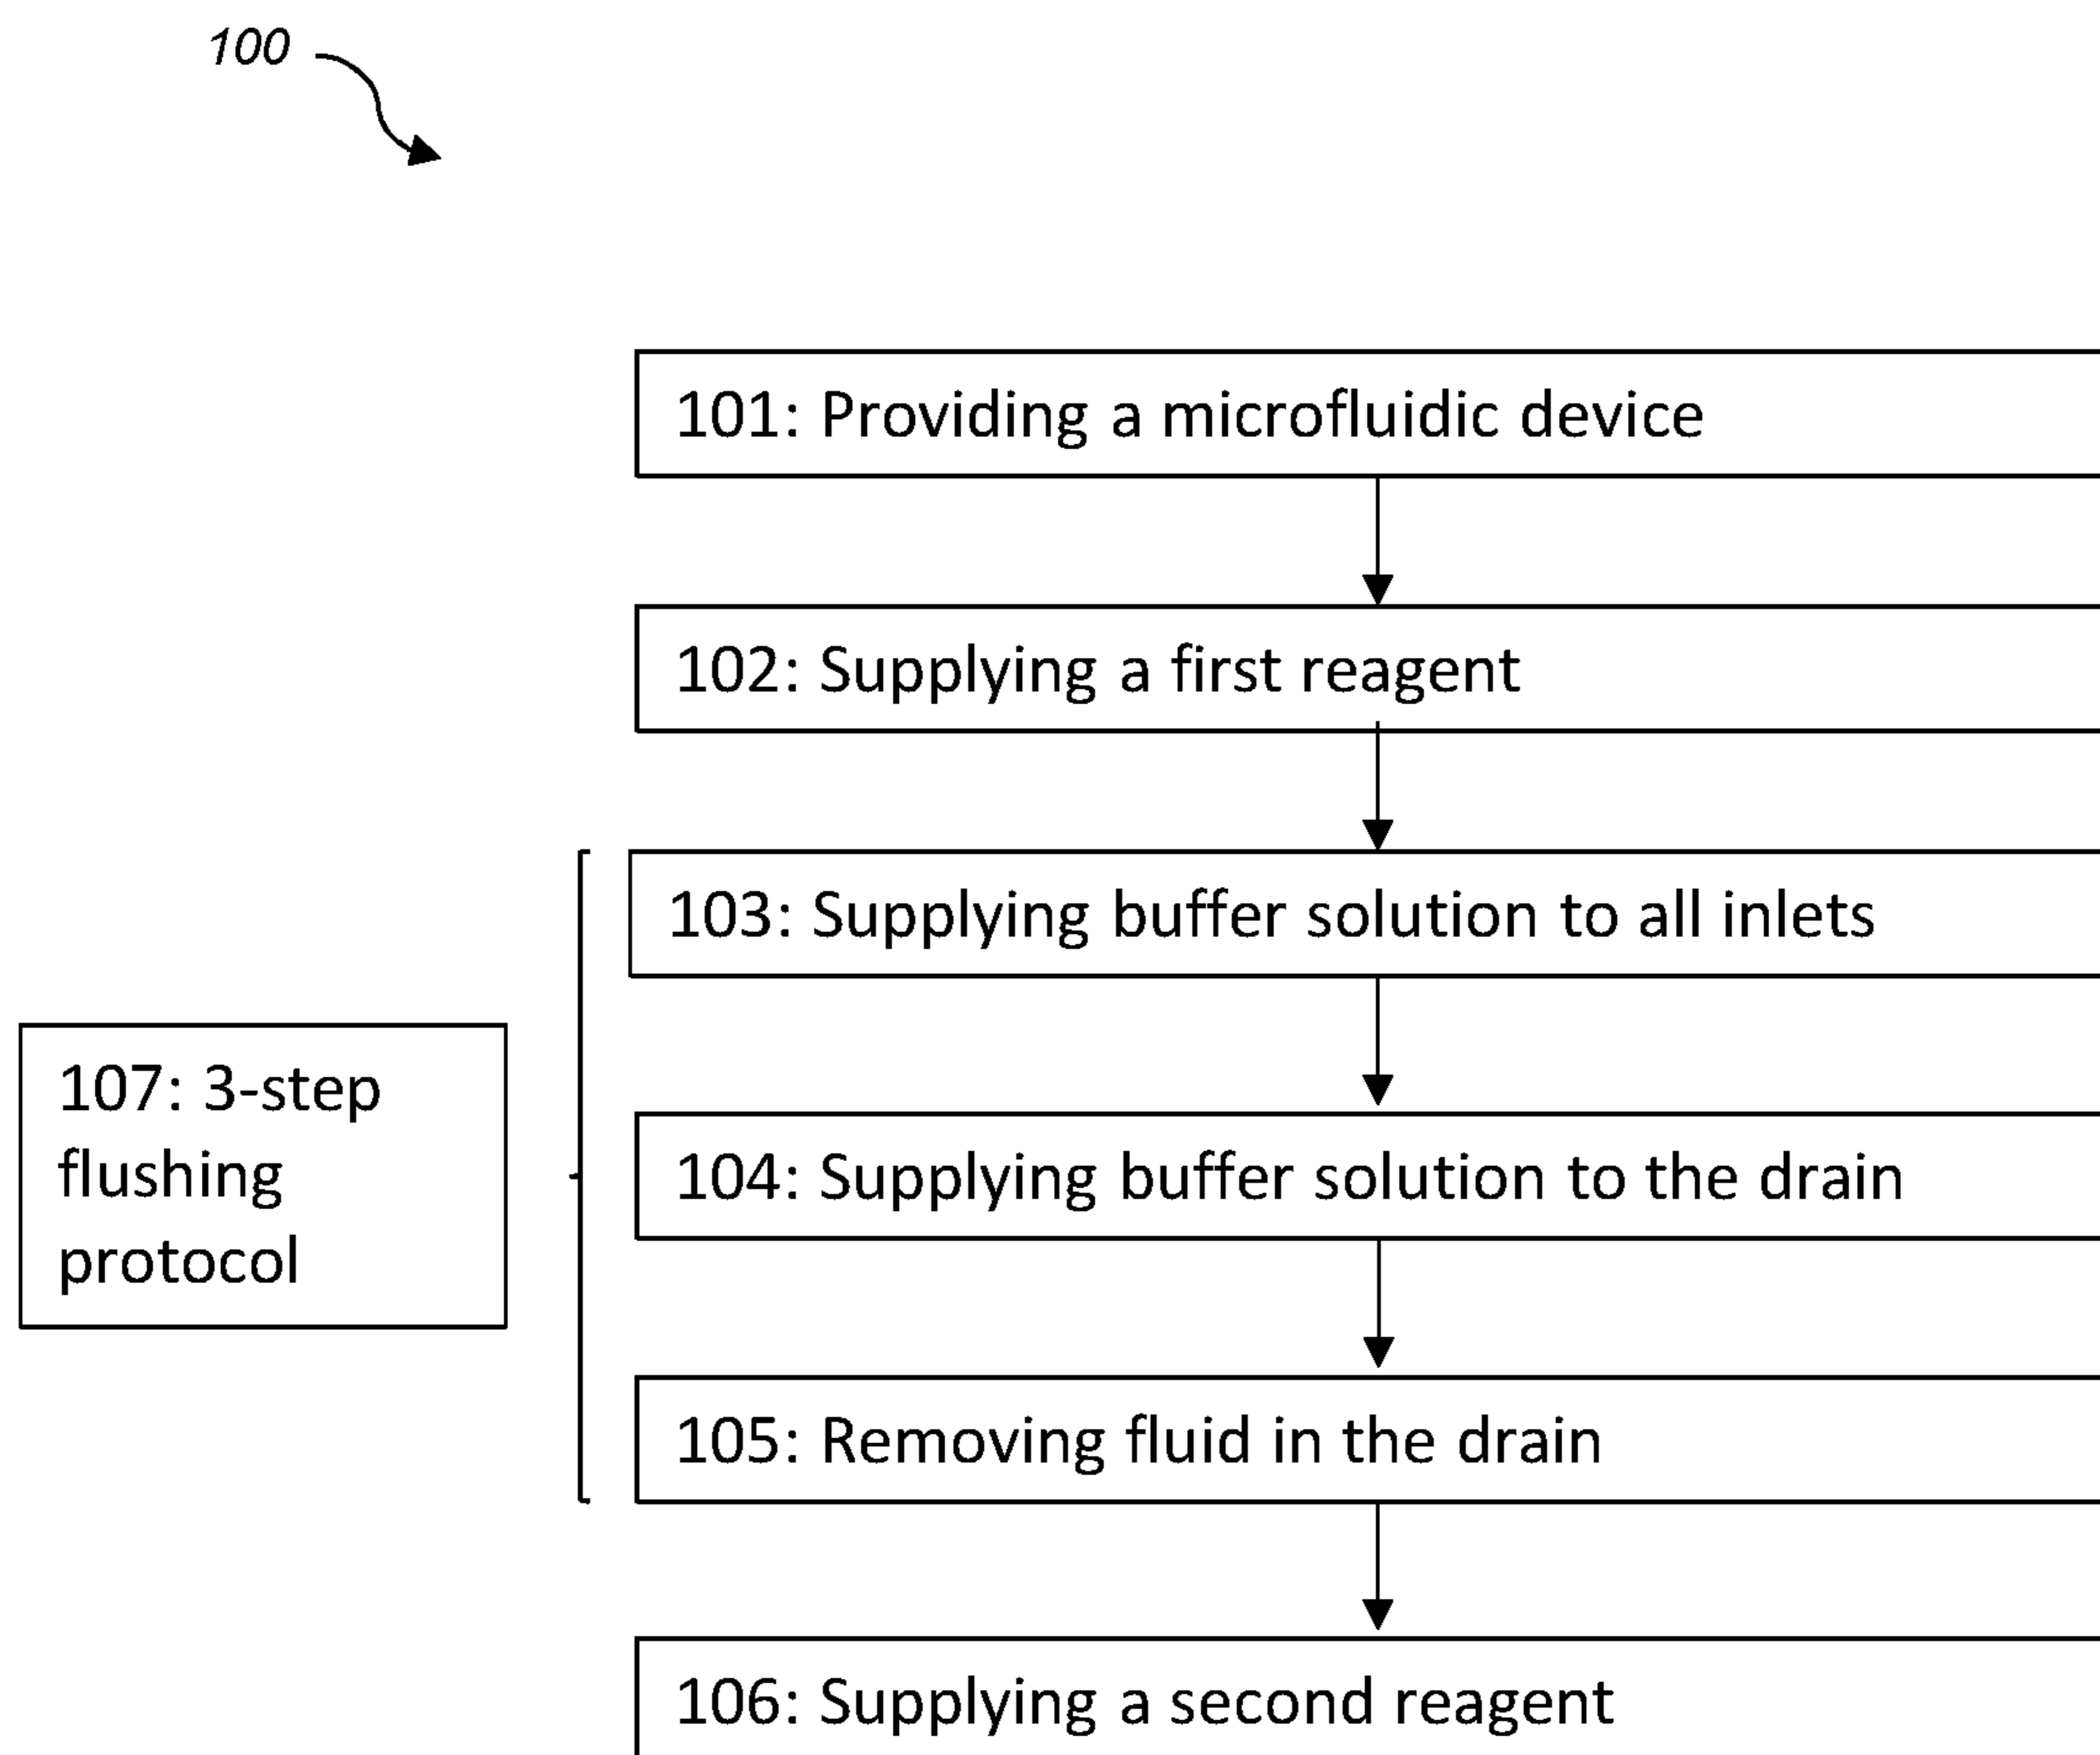 100
101: Providing a microfluidic device
102: Supplying a first reagent
103: Supplying buffer solution to all inlets
107: 3-step
flushing
protocol
104: Supplying buffer solution to the drain
105: Removing fluid in the drain
106: Supplying a second reagent